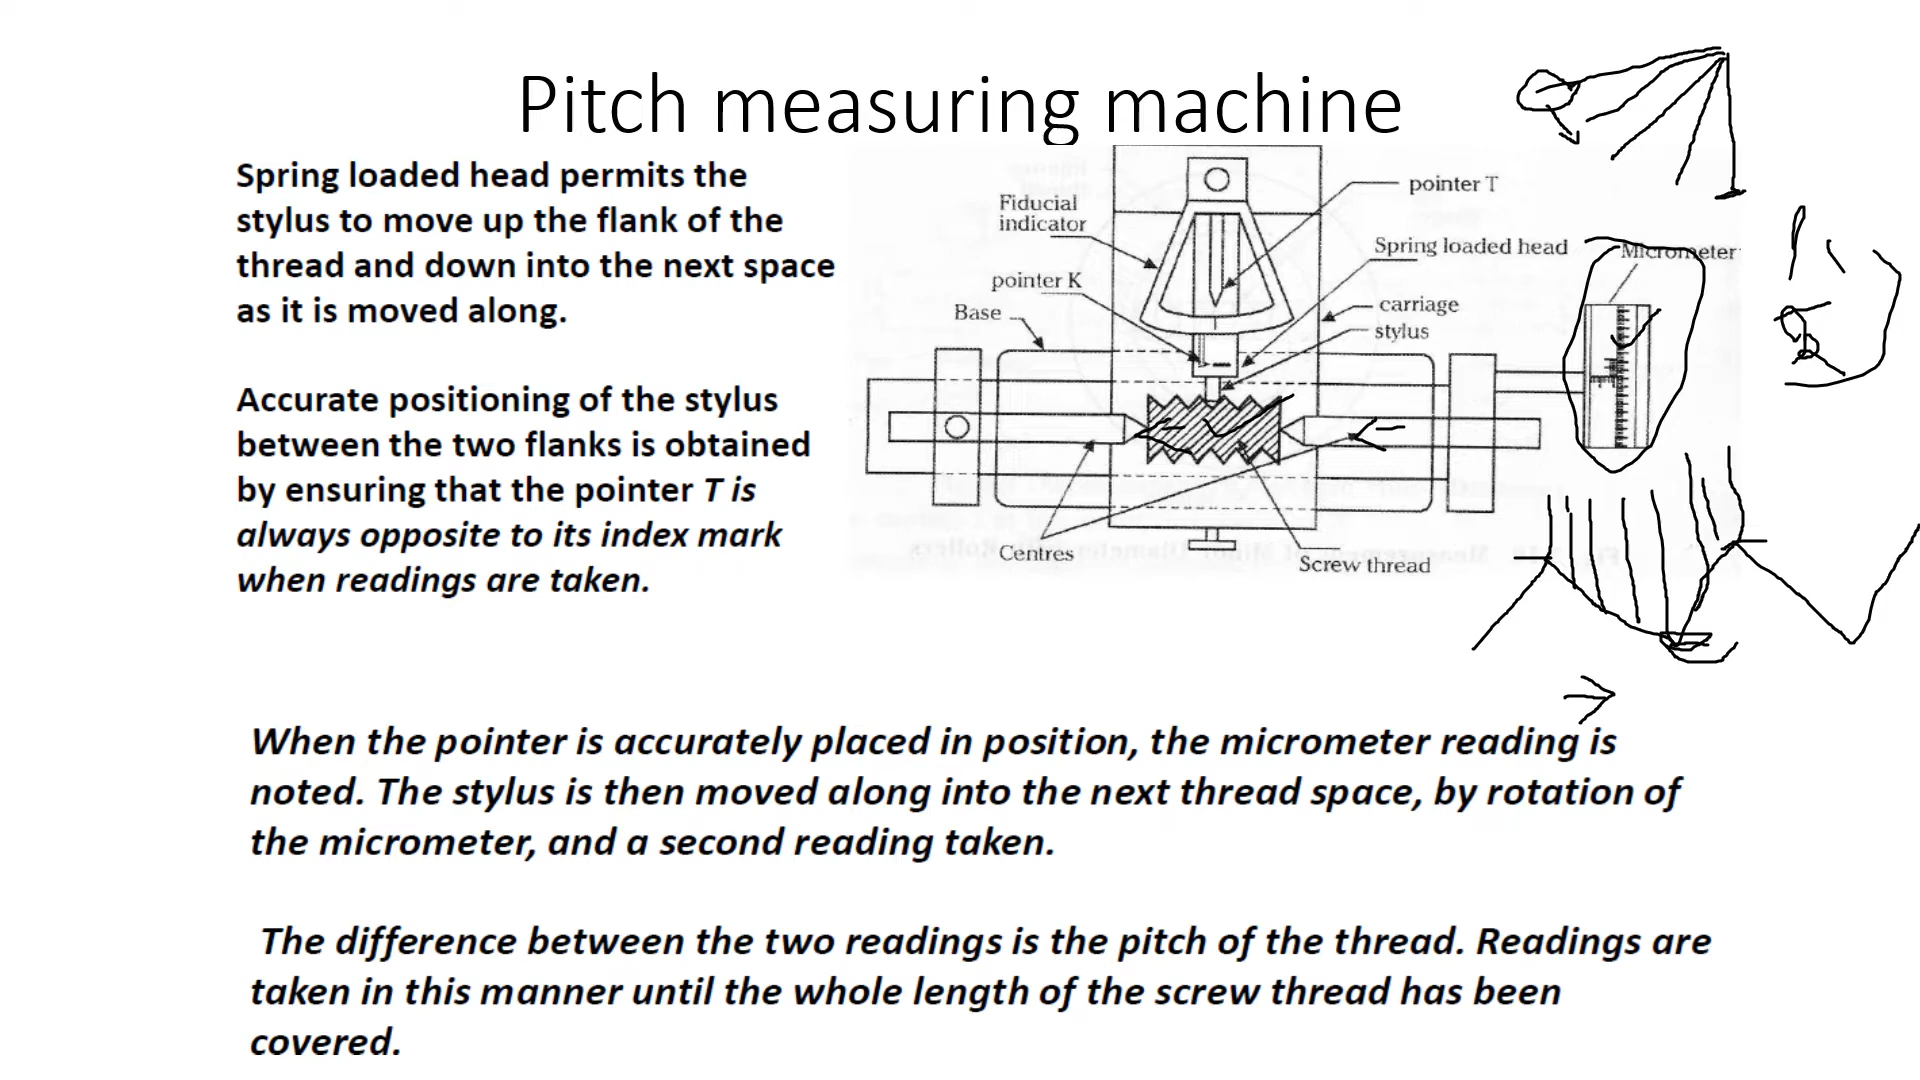 Pitch measuring machine
Spring loaded head permits the
stylus to move up the flank of the
thread and down into the next space
as it is moved along.
Accurate positioning of the stylus
between the two flanks is obtained
by ensuring that the pointer T is
always opposite to its index mark
when readings are taken.
Fiducial
indicator
pointer K
Base
pointer T
Spring loaded head
carriage
stylus
Micrometer
Centres
Screw thread
When the pointer is accurately placed in position, the micrometer reading is
noted. The stylus is then moved along into the next thread space, by rotation of
the micrometer, and a second reading taken.
The difference between the two readings is the pitch of the thread. Readings are
taken in this manner until the whole length of the screw thread has been
covered.